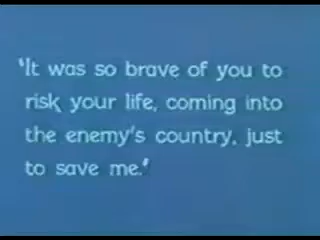 'It was so brave of you to
risk your life, coming into
the enemy's country, just
to save me.'